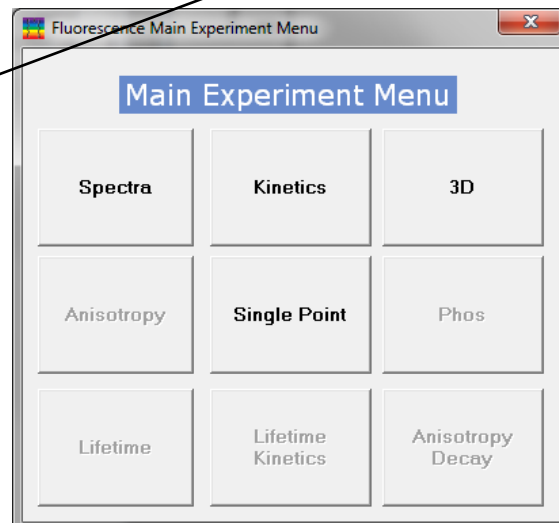 Fluorescence Main Experiment Menu
Main Experiment Menu
Spectra
Kinetics
3D
Anisotropy
Single Point
Phos
Lifetime
Lifetime
Kinetics
Anisotropy
Decay